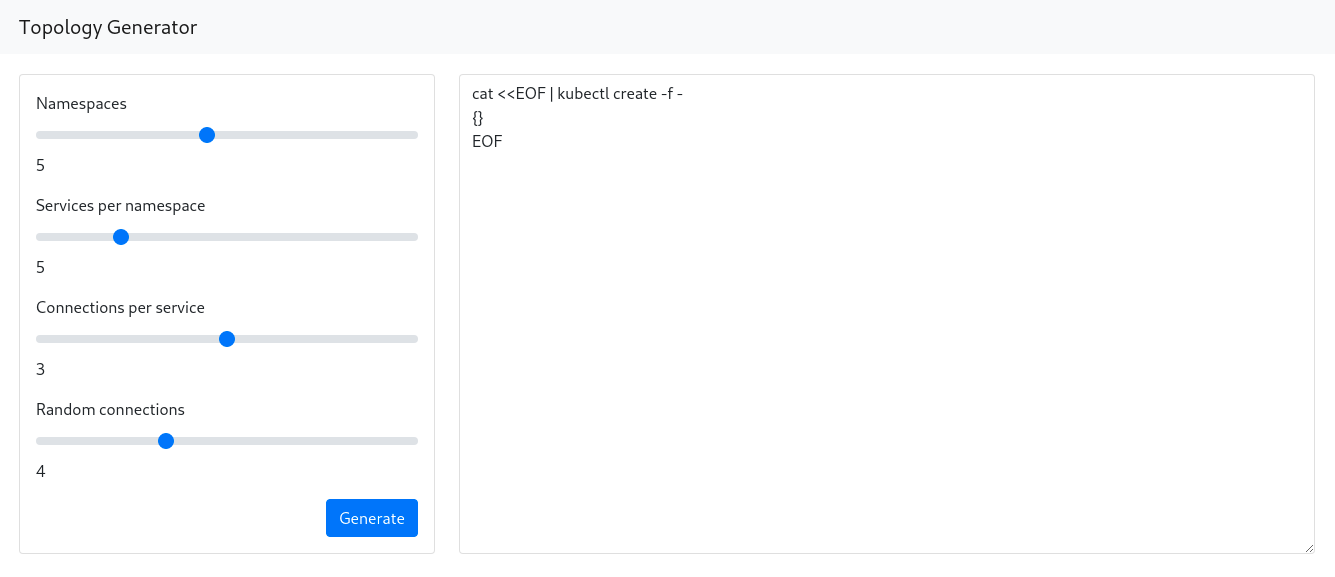 Topology Generator
Namespaces
5
Services per namespace
5
Connections per service
3
Random connections
4
Generate
cat <<EOF | kubectl create -f -
{}
EOF